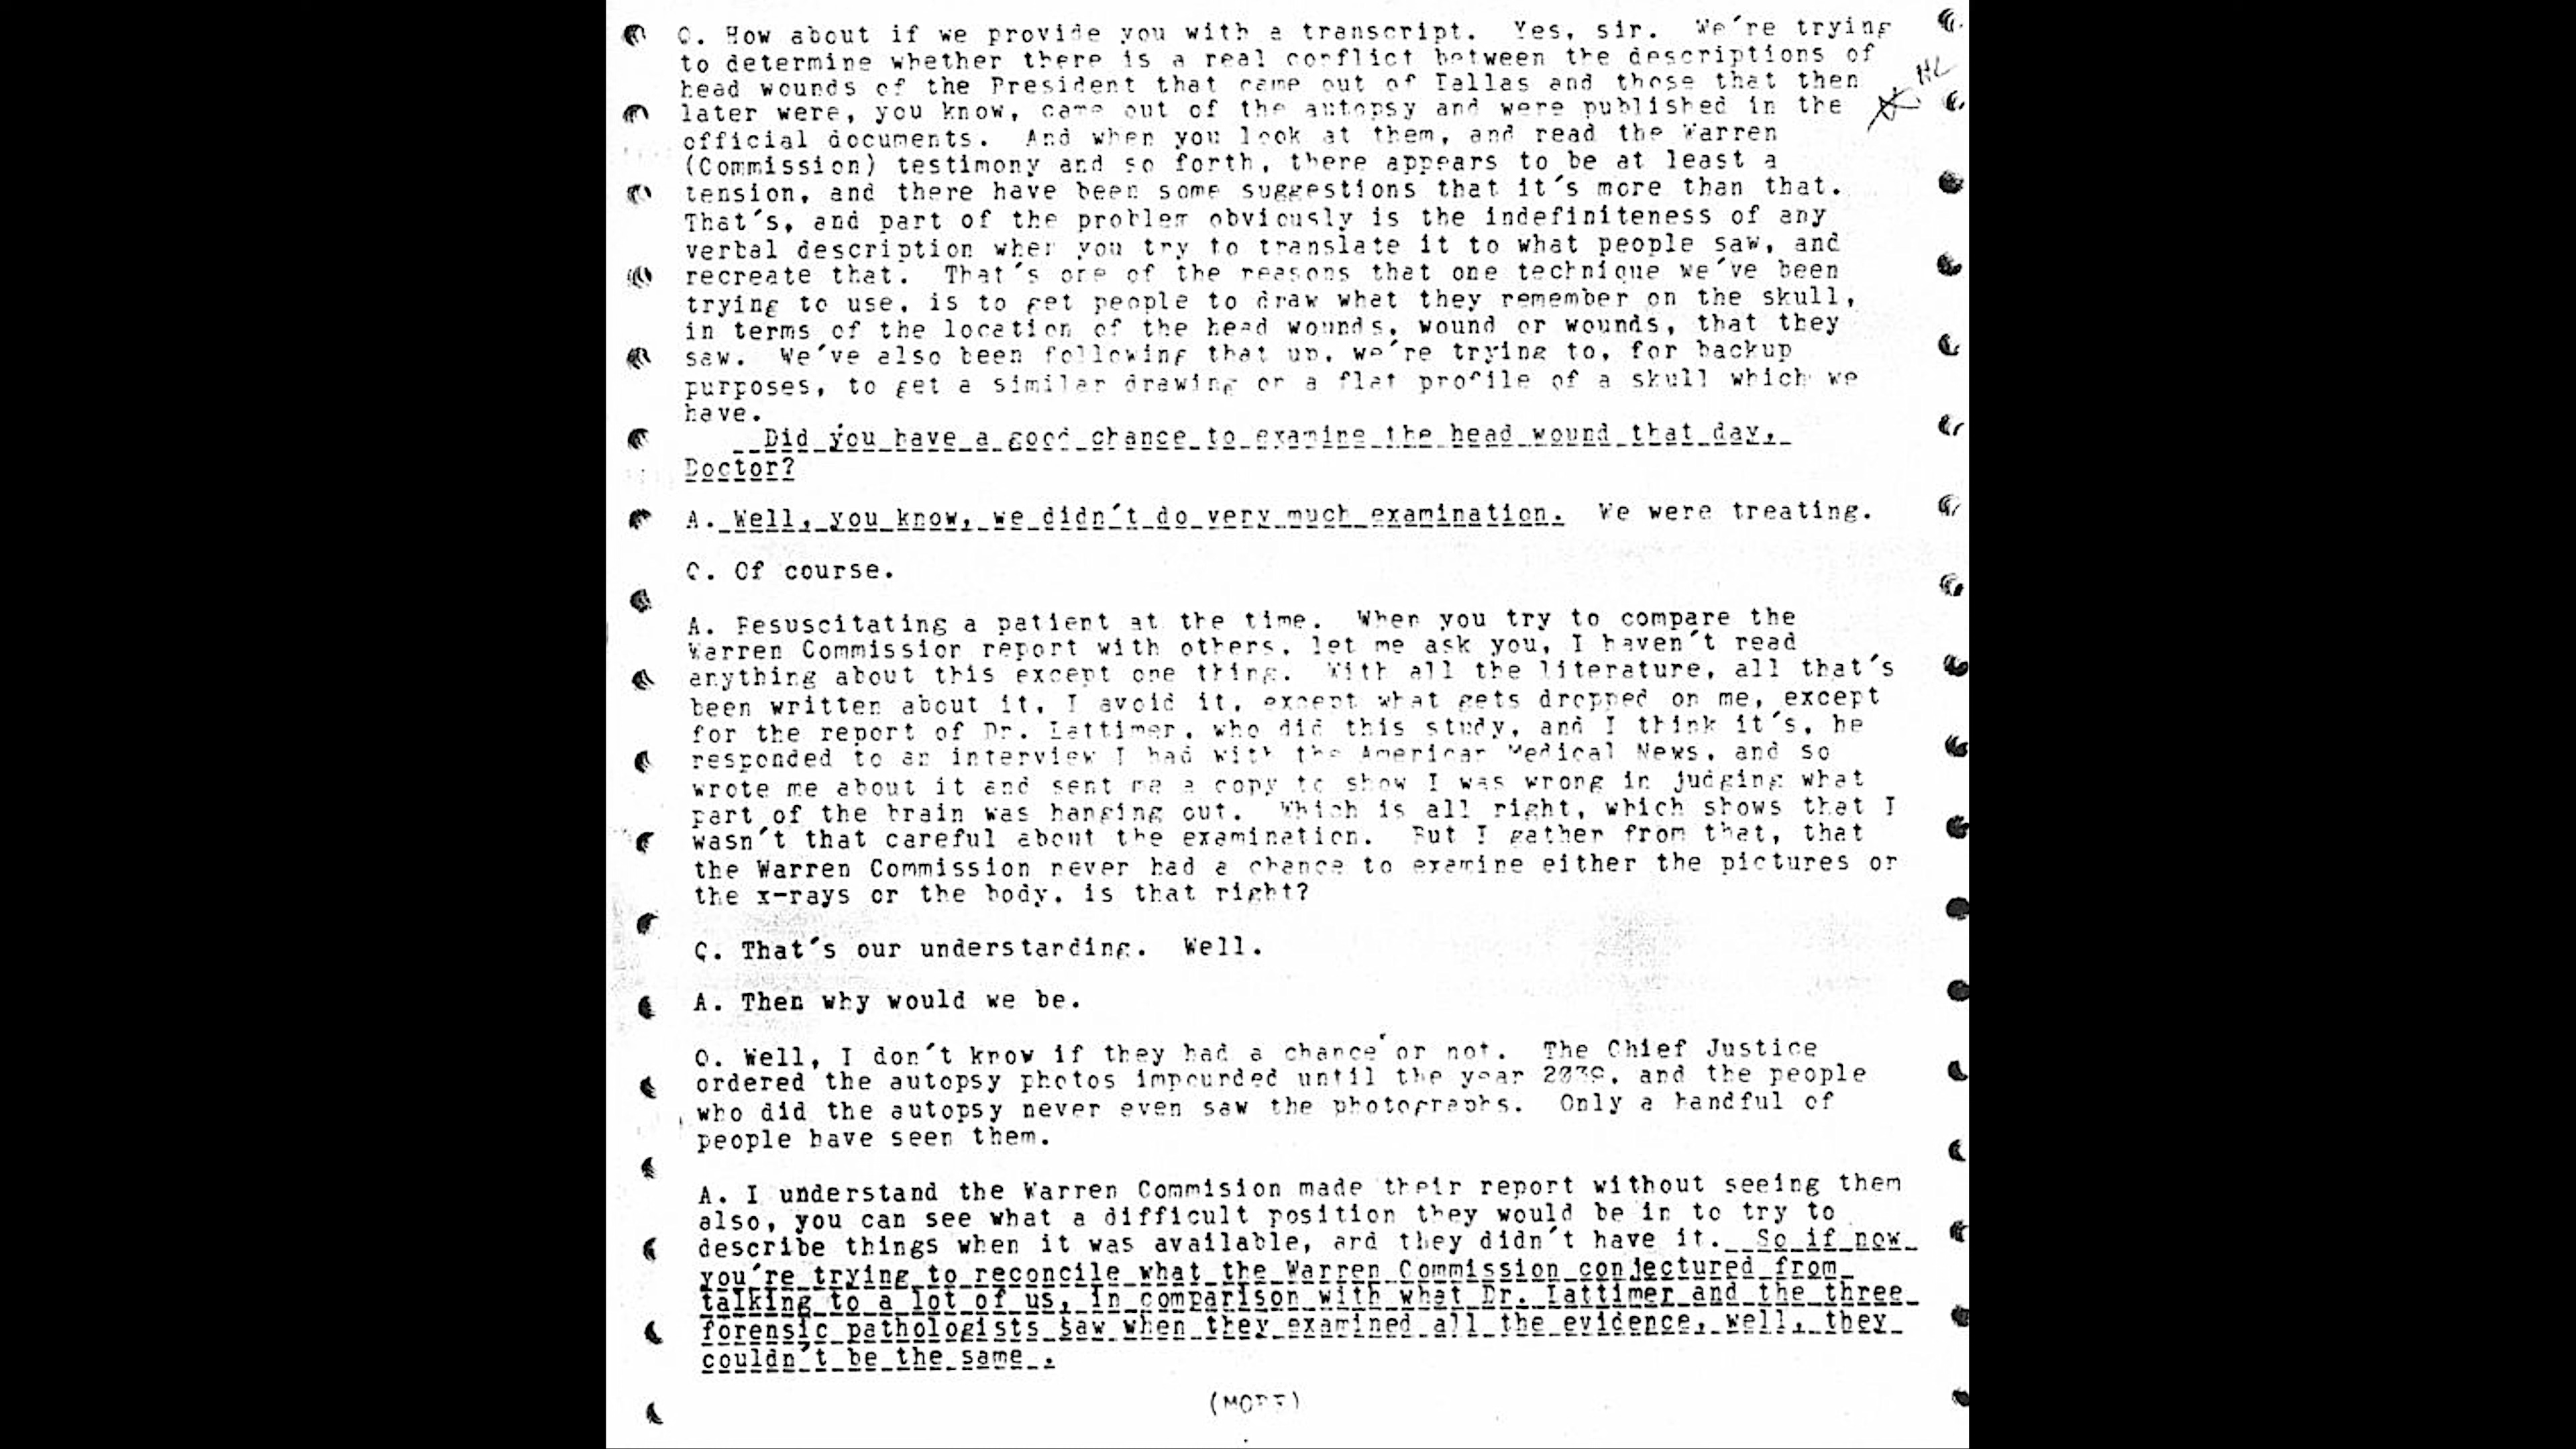 Q. How about if we provide you with a transcript. Yes, sir. We're trying
to determine whether there is a real conflict between the descriptions of
head wounds of the President that came out of Dallas and those that then
later were, you know, came out of the autopsy and were published in the
official documents. And when you look at them, and read the Warren
(Commission) testimony and so forth, there appears to be at least a
tension, and there have been some suggestions that it's more than that.
That's, and part of the problem obviously is the indefiniteness of any
verbal description when you try to translate it to what people saw, and
recreate that. That's one of the reasons that one technique we've been
trying to use, is to get people to draw what they remember on the skull,
in terms of the location of the head wounds, wound or wounds, that they
saw. We've also been following that up, we're trying to, for backup
purposes, to get a similar drawing on a flat profile of a skull which we
have.
Did you have a good chance to examine the head wound that day,
Doctor?
A. Well, you know, we didn't do very much examination. We were treating.
Q. Of course.
A. Resuscitating a patient at the time. When you try to compare the
Warren Commission report with others, let me ask you, I haven't read
anything about this except one thing. With all the literature, all that's
been written about it, I avoid it, except what gets dropped on me, except
for the report of Dr. Lattimer, who did this study, and I think it's, he
responded to an interview I had with the American Medical News, and so
wrote me about it and sent me a copy to show I was wrong in judging what
part of the brain was hanging out. Which is all right, which shows that I
wasn't that careful about the examination. But I gather from that, that
the Warren Commission never had a chance to examine either the pictures or
the x-rays or the body, is that right?
Q. That's our understanding. Well.
A. Then why would we be.
Q. Well, I don't know if they had a chance or not. The Chief Justice
ordered the autopsy photos impounded until the year 2039, and the people
who did the autopsy never even saw the photographs. Only a handful of
people have seen them.
A. I understand the Warren Commision made their report without seeing them
also, you can see what a difficult position they would be in to try to
describe things when it was available, and they didn't have it. So if now
you're trying to reconcile what the Warren Commission conjectured from
talking to a lot of us, in comparison with what Dr. Lattimer and the three
forensic pathologists saw when they examined all the evidence, well, they
couldn't be the same .
(MORE)